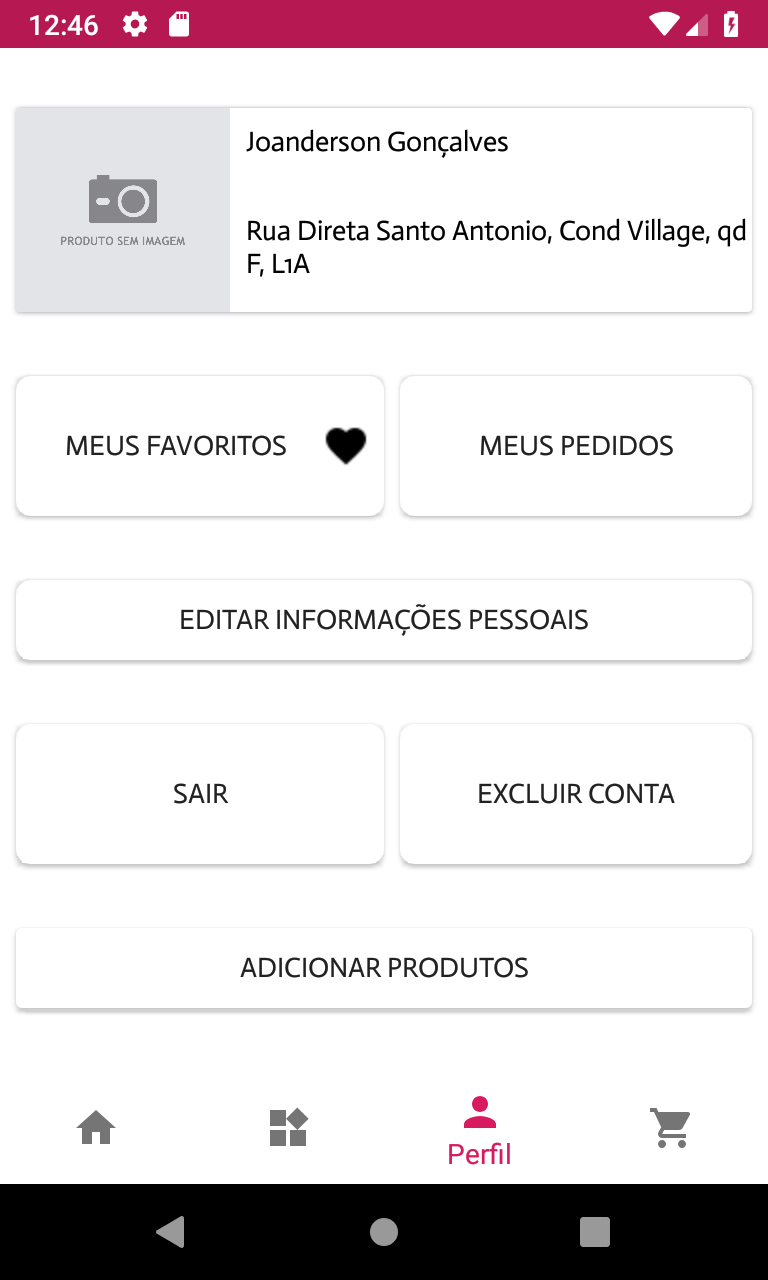 12:46
Joanderson Gonçalves
PRODUTO SEM IMAGEM
Rua Direta Santo Antonio, Cond Village, qd
F, L1A
MEUS FAVORITOS
MEUS PEDIDOS
EDITAR INFORMAÇÕES PESSOAIS
SAIR
EXCLUIR CONTA
ADICIONAR PRODUTOS
Perfil